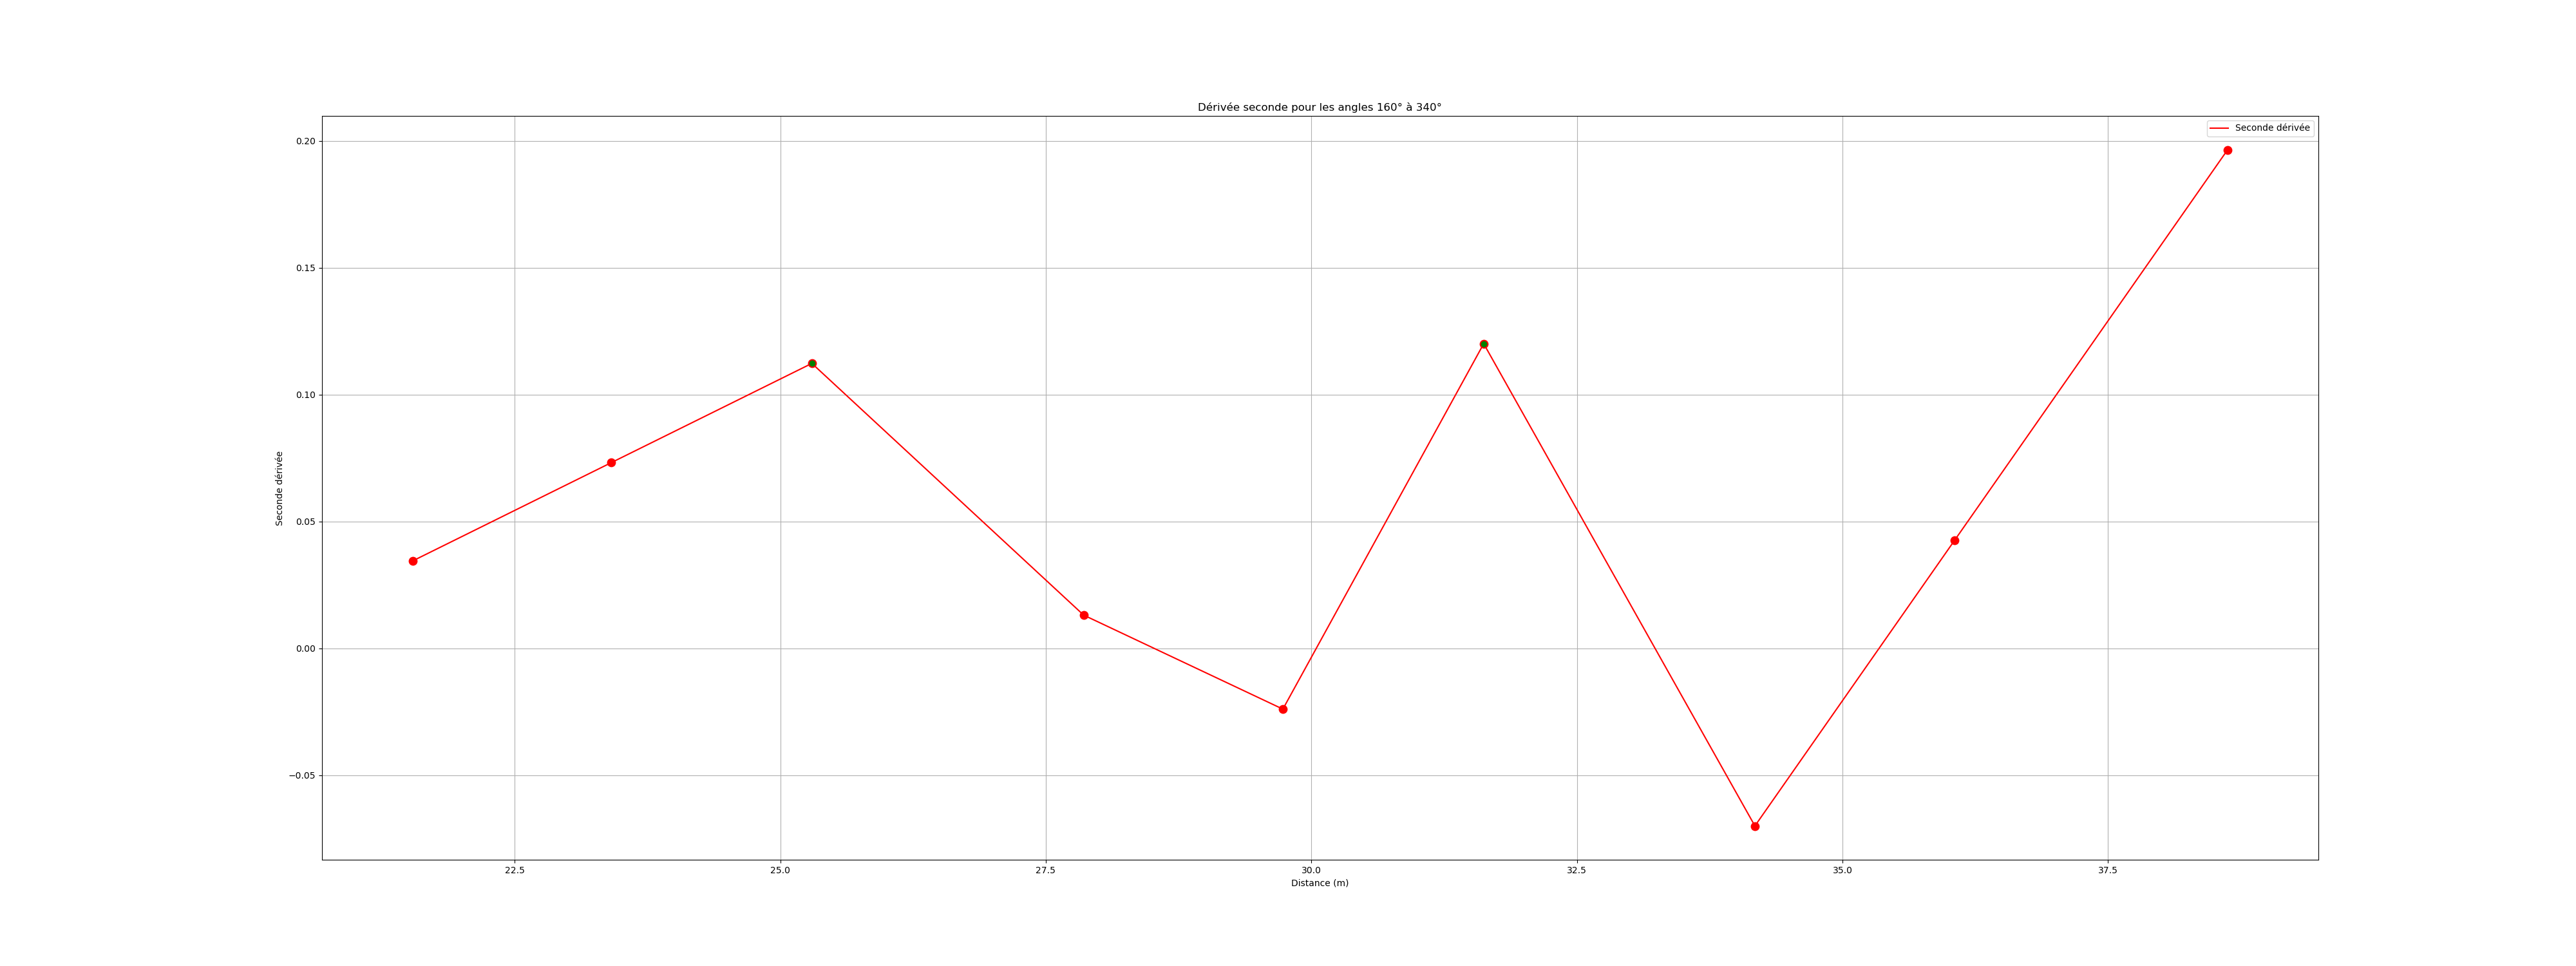 Dérivée seconde pour les angles 160° à 340°
Seconde dérivée
0.20
0.15
0.10
0.05
0.00
−0.05
Seconde dérivée
22.5 25.0 27.5 30.0 32.5 35.0 37.5
Distance (m)